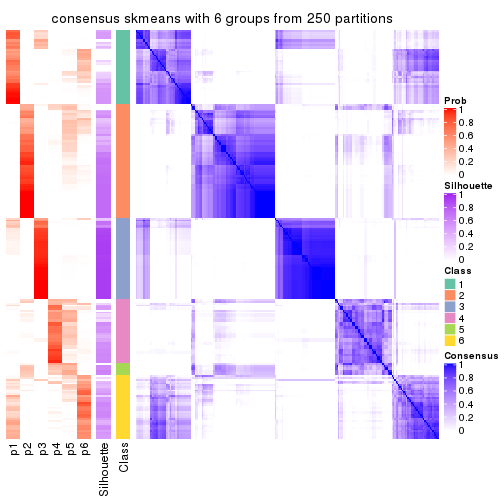 consensus skmeans with 6 groups from 250 partitions
Prob
1
0.8
0.6
0.4
0.2
0
Silhouette
1
0.8
0.6
0.4
0.2
0
Class
1
2
3
4
5
6
Consensus
1
0.8
0.6
0.4
0.2
0
p1
p2
p3
p4
p5
p6
Silhouette
Class